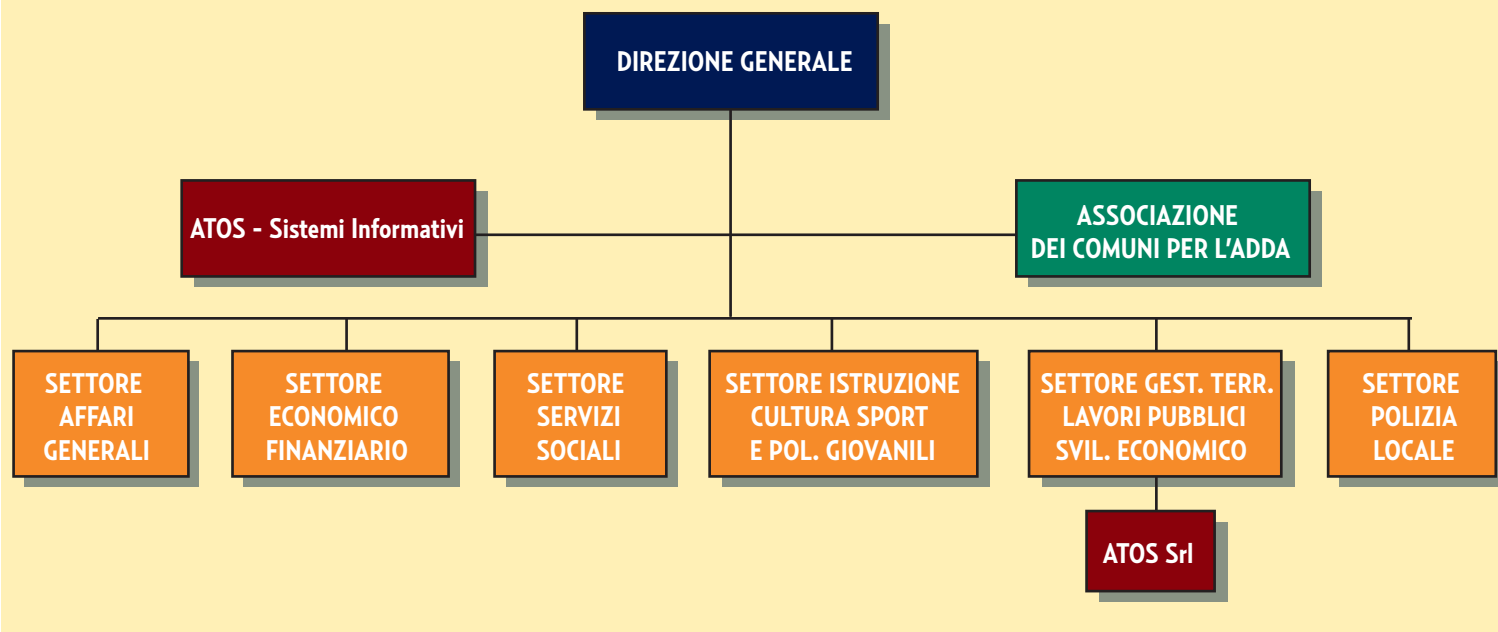 DIREZIONE GENERALE
ATOS - Sistemi Informativi
ASSOCIAZIONE
DEI COMUNI PER L'ADDA
SETTORE
AFFARI
GENERALI
SETTORE
ECONOMICO
FINANZIARIO
SETTORE
SERVIZI
SOCIALI
SETTORE ISTRUZIONE
CULTURA SPORT
E POL. GIOVANILI
SETTORE GEST. TERR.
LAVORI PUBBLICI
SVIL. ECONOMICO
SETTORE
POLIZIA
LOCALE
ATOS Srl